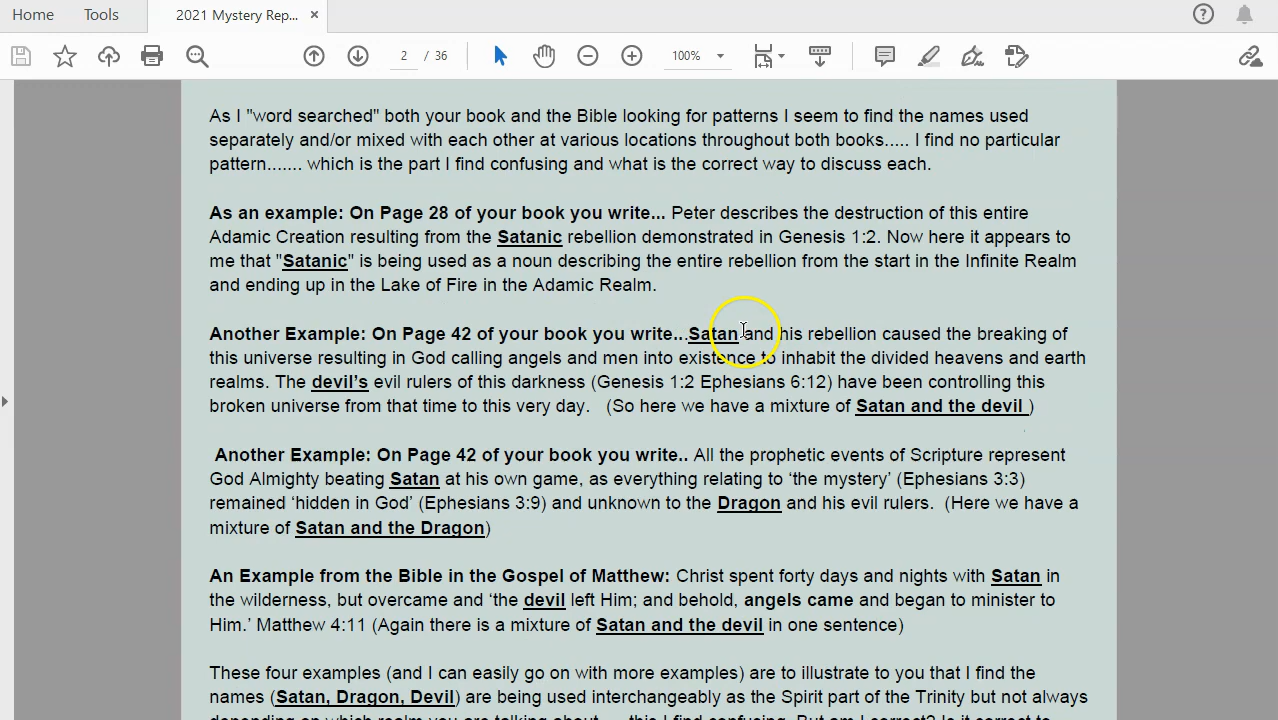 Home Tools 2021 Mystery Rep... ×
2 / 36 100%
As I "word searched" both your book and the Bible looking for patterns I seem to find the names used
separately and/or mixed with each other at various locations throughout both books..... I find no particular
pattern....... which is the part I find confusing and what is the correct way to discuss each.
As an example: On Page 28 of your book you write... Peter describes the destruction of this entire
Adamic Creation resulting from the Satanic rebellion demonstrated in Genesis 1:2. Now here it appears to
me that "Satanic" is being used as a noun describing the entire rebellion from the start in the Infinite Realm
and ending up in the Lake of Fire in the Adamic Realm.
Another Example: On Page 42 of your book you write...Satan and his rebellion caused the breaking of
this universe resulting in God calling angels and men into existence to inhabit the divided heavens and earth
realms. The devil’s evil rulers of this darkness (Genesis 1:2 Ephesians 6:12) have been controlling this
broken universe from that time to this very day. (So here we have a mixture of Satan and the devil )
Another Example: On Page 42 of your book you write.. All the prophetic events of Scripture represent
God Almighty beating Satan at his own game, as everything relating to ‘the mystery’ (Ephesians 3:3)
remained ‘hidden in God’ (Ephesians 3:9) and unknown to the Dragon and his evil rulers. (Here we have a
mixture of Satan and the Dragon)
An Example from the Bible in the Gospel of Matthew: Christ spent forty days and nights with Satan in
the wilderness, but overcame and ‘the devil left Him; and behold, angels came and began to minister to
Him.’ Matthew 4:11 (Again there is a mixture of Satan and the devil in one sentence)
These four examples (and I can easily go on with more examples) are to illustrate to you that I find the
names (Satan, Dragon, Devil) are being used interchangeably as the Spirit part of the Trinity but not always
depending on which realm you are talking about.... this I find confusing. But am I correct? Is it correct to